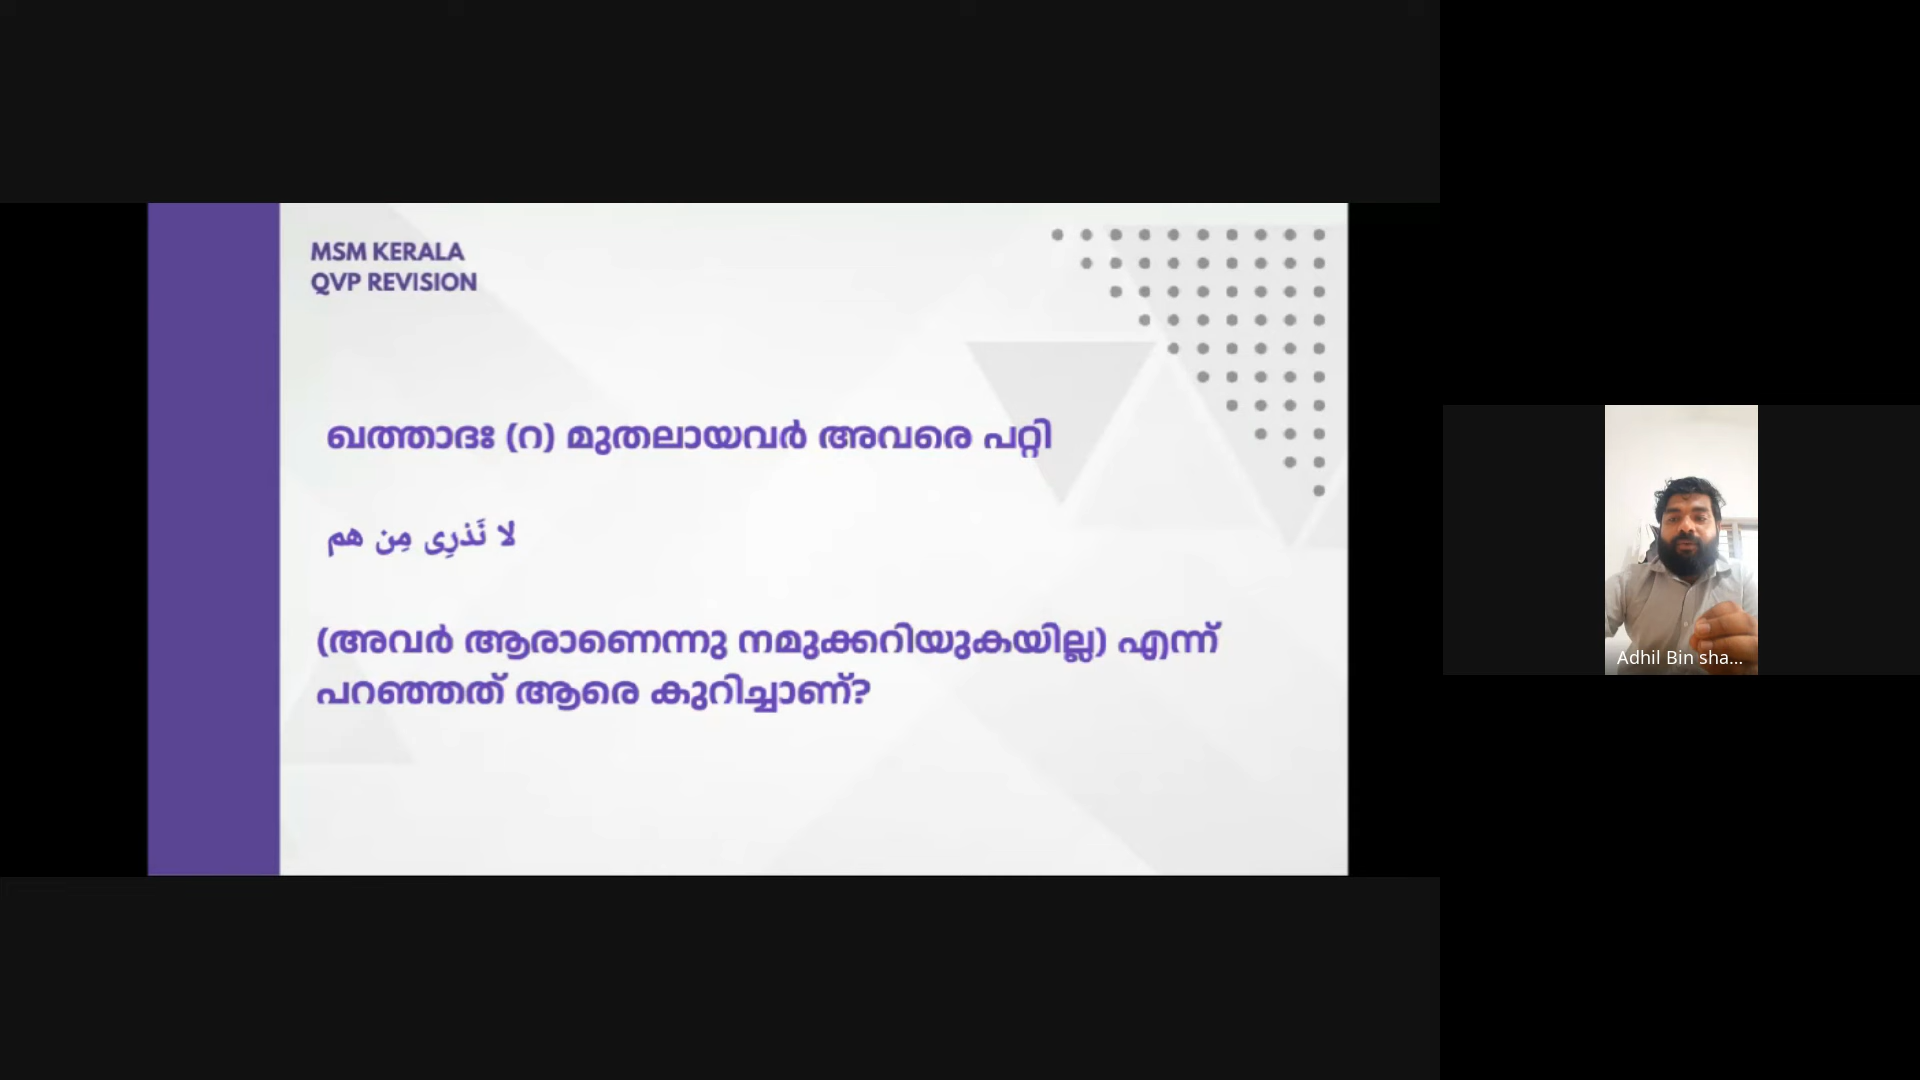 MSM KERALA
QVP REVISION
ഖത്താദഃ (റ) മുതലായവർ അവരെ പറ്റി
لا نَدْرِى مِن هم
(അവർ ആരാണെന്നു നമുക്കറിയുകയില്ല) എന്ന്
പറഞ്ഞത് ആരെ കുറിച്ചാണ്?
Adhil Bin sha...